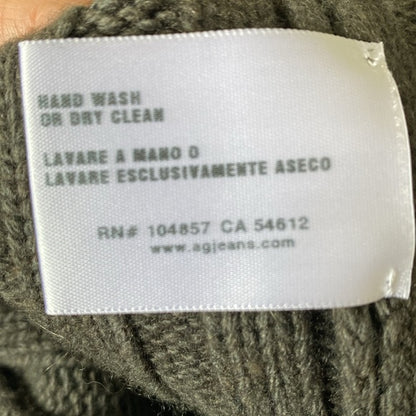 HAND WASH
OR DRY CLEAN
LAVARE A MANO O
LAVARE ESCLUSIVAMENTE ASECO
RN# 104857 CA 54612
www.agjeans.com